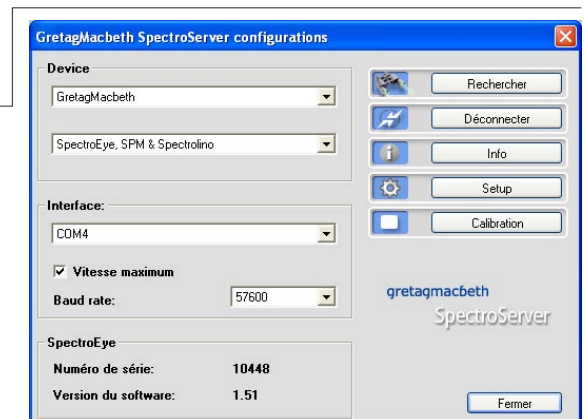 GretagMacbeth SpectroServer configurations
Device
GretagMacbeth
SpectroEye, SPM & Spectrolino
Interface:
COM4
Vitesse maximum
Baud rate:
57600
SpectroEye
Numéro de série:
10448
Version du software:
1.51
Rechercher
Déconnecter
Info
Setup
Calibration
gretagmacbeth
SpectroServer
Fermer